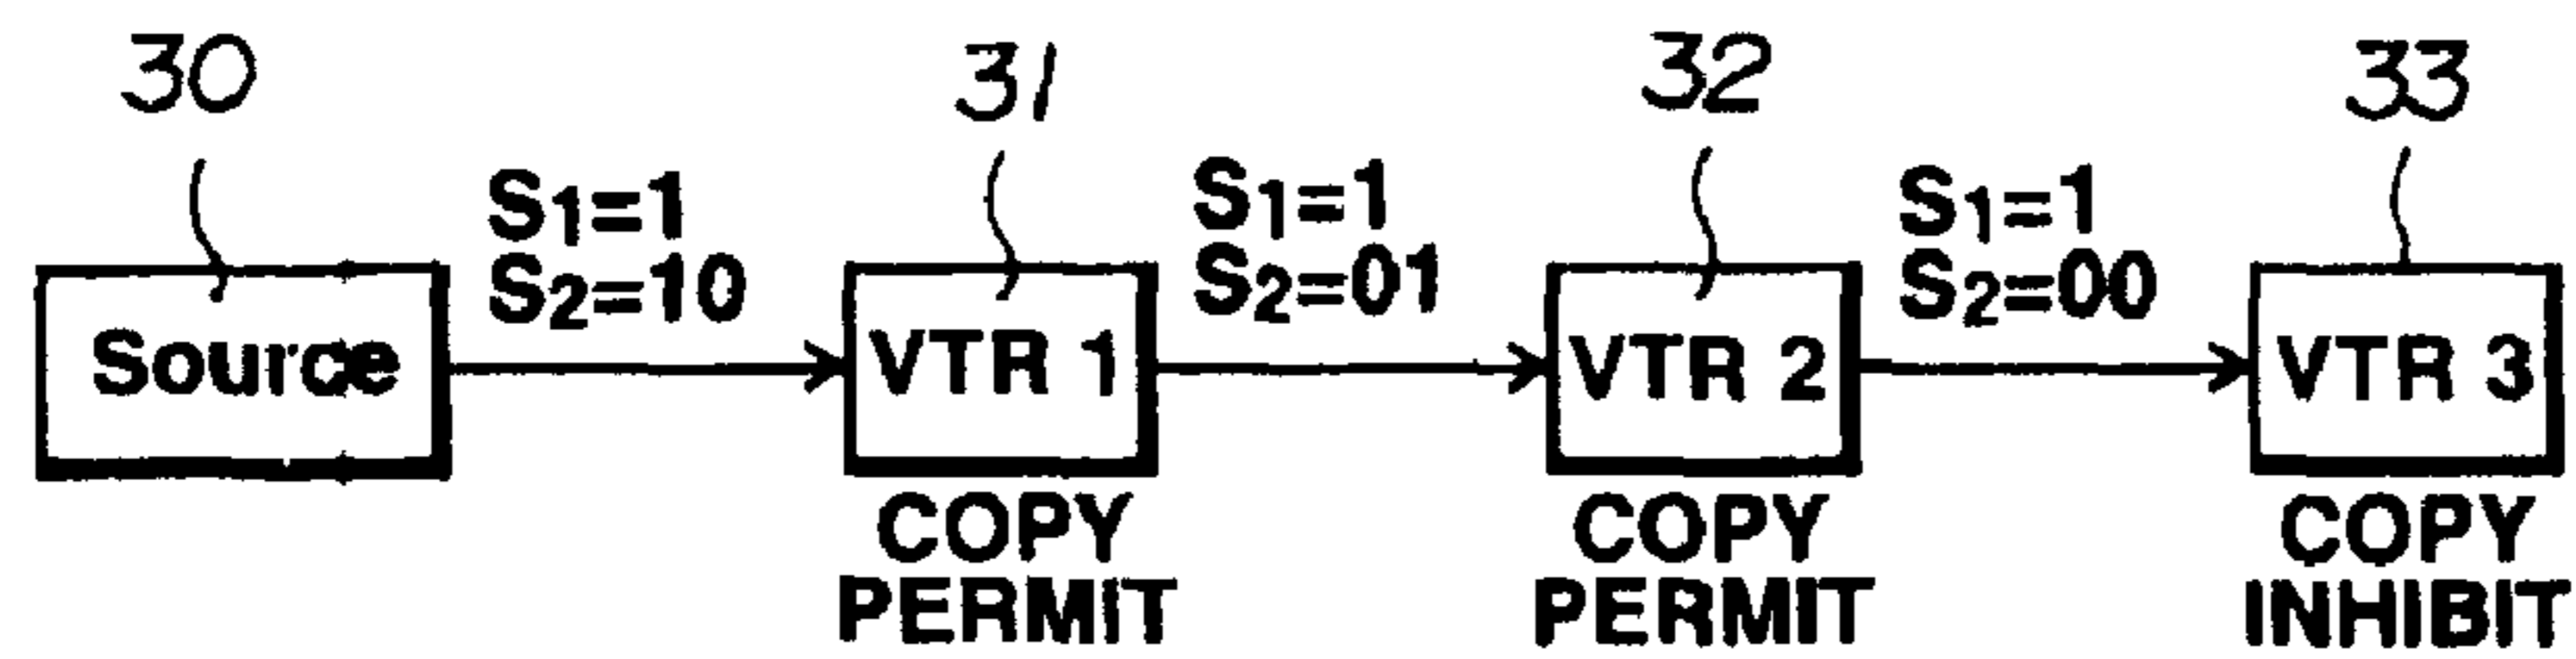 30
31
32
33
S1=1
S2=10
S1=1
S2=01
S1=1
S2=00
Source
VTR 1
VTR 2
VTR 3
COPY
PERMIT
COPY
PERMIT
COPY
INHIBIT